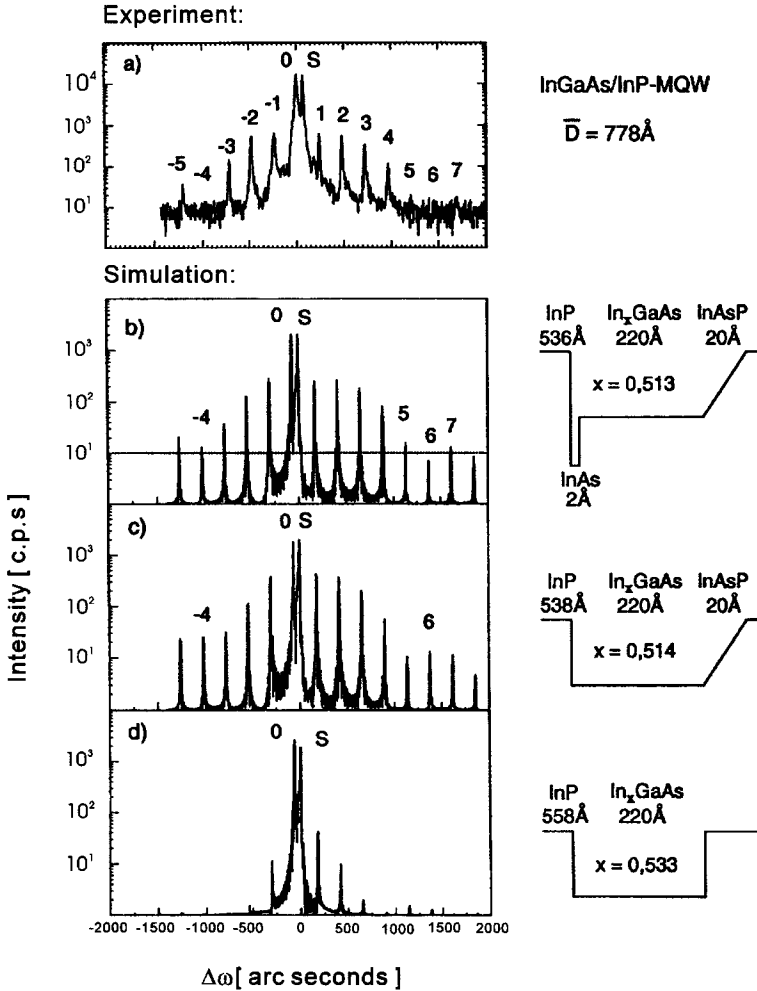 Experiment:
a)
0 S
-5 -4 -3 -2 -1 1 2 3 4 5 6 7
10⁴
10³
10²
10¹
InGaAs/InP-MQW
D̅ = 778Å
Simulation:
b)
0 S
-4 5 6 7
10³
10²
10¹
InP InₓGaAs InAsP
536Å 220Å 20Å
x = 0,513
InAs
2Å
c)
0 S
-4 6
10³
10²
10¹
InP InₓGaAs InAsP
538Å 220Å 20Å
x = 0,514
d)
0 S
10³
10²
10¹
InP InₓGaAs
558Å 220Å
x = 0,533
-2000 -1500 -1000 -500 0 500 1000 1500 2000
Intensity [ c.p.s ]
Δω[ arc seconds ]